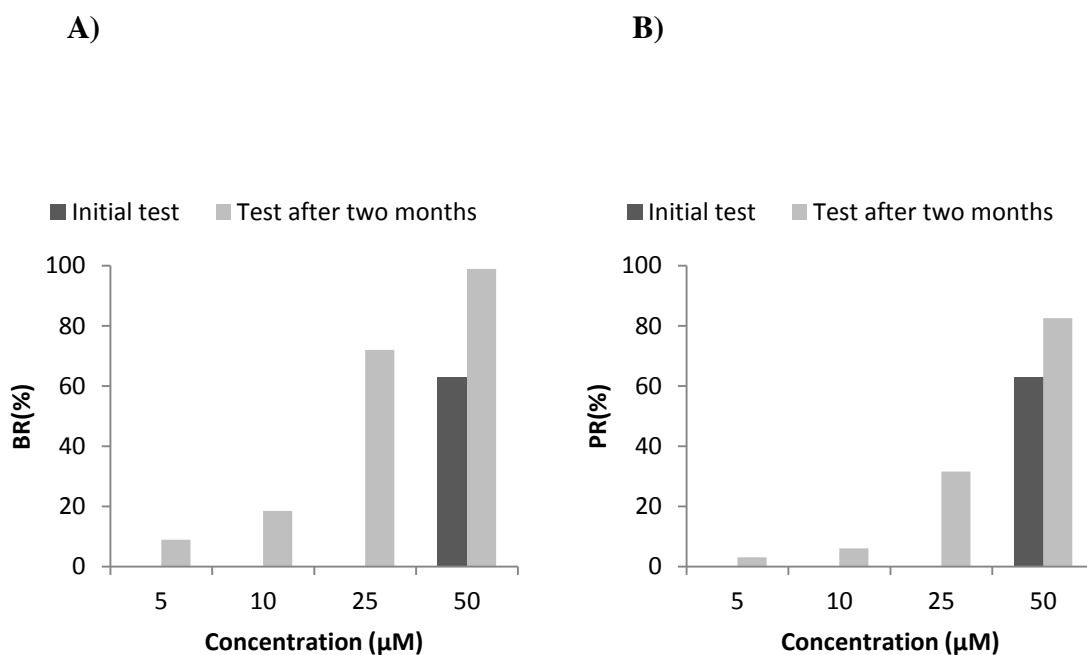 A)
B)
Initial test Test after two months
Initial test Test after two months
100
80
60
40
20
0
BR(%)
5 10 25 50
Concentration (µM)
100
80
60
40
20
0
PR(%)
5 10 25 50
Concentration (µM)